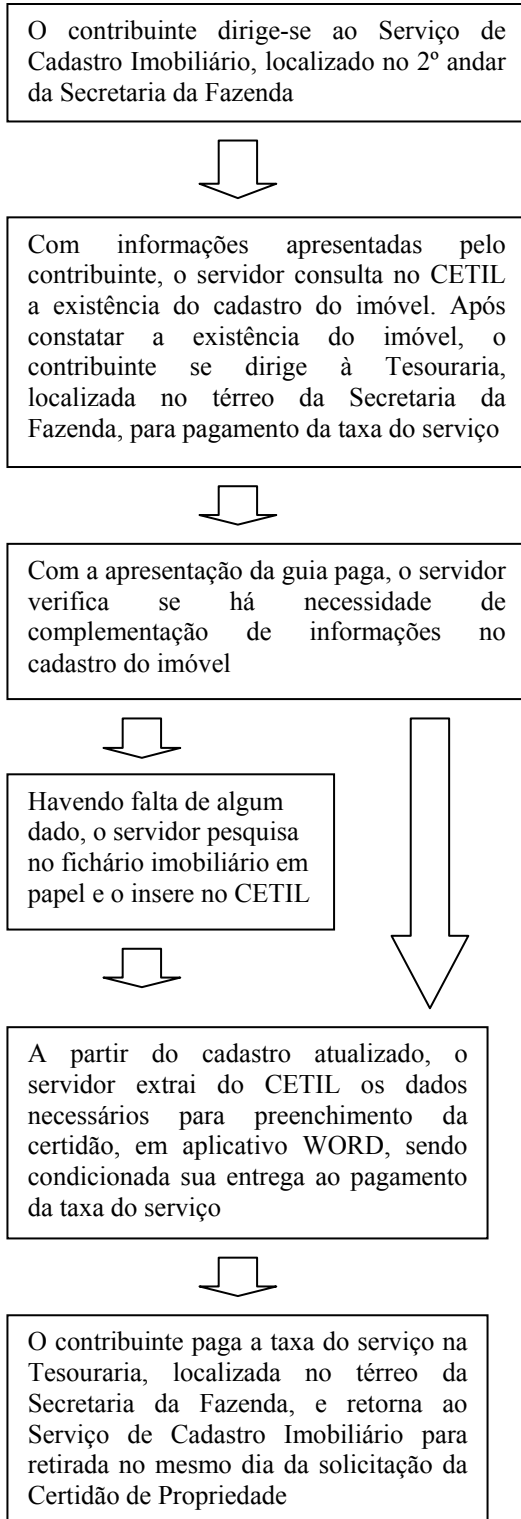 O contribuinte dirige-se ao Serviço de
Cadastro Imobiliário, localizado no 2º andar
da Secretaria da Fazenda
Com informações apresentadas pelo
contribuinte, o servidor consulta no CETIL
a existência do cadastro do imóvel. Após
constatar a existência do imóvel, o
contribuinte se dirige à Tesouraria,
localizada no térreo da Secretaria da
Fazenda, para pagamento da taxa do serviço
Com a apresentação da guia paga, o servidor
verifica se há necessidade de
complementação de informações no
cadastro do imóvel
Havendo falta de algum
dado, o servidor pesquisa
no fichário imobiliário em
papel e o insere no CETIL
A partir do cadastro atualizado, o
servidor extrai do CETIL os dados
necessários para preenchimento da
certidão, em aplicativo WORD, sendo
condicionada sua entrega ao pagamento
da taxa do serviço
O contribuinte paga a taxa do serviço na
Tesouraria, localizada no térreo da
Secretaria da Fazenda, e retorna ao
Serviço de Cadastro Imobiliário para
retirada no mesmo dia da solicitação da
Certidão de Propriedade